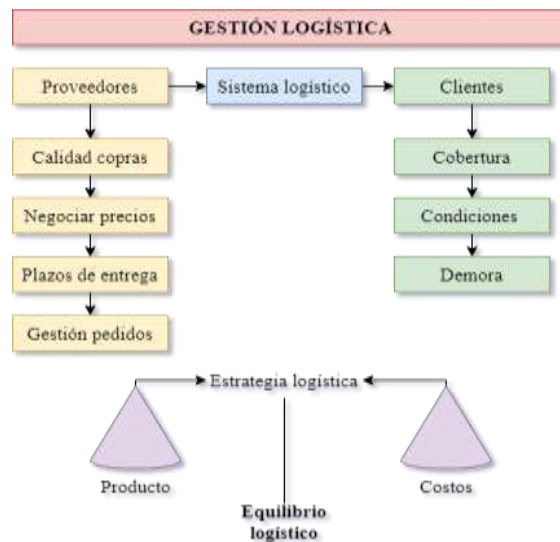 GESTIÓN LOGÍSTICA
Proveedores
Sistema logístico
Clientes
Calidad copras
Cobertura
Negociar precios
Condiciones
Plazos de entrega
Demora
Gestión pedidos
Estrategia logística
Producto
Costos
Equilibrio
logístico